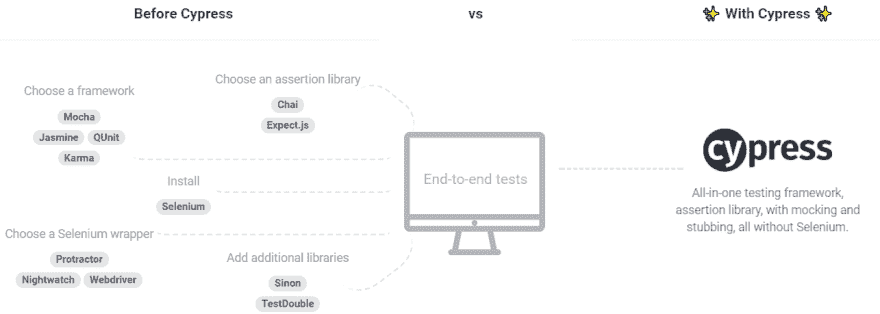 Before Cypress
vs
✨ With Cypress ✨
Choose a framework
Mocha
Jasmine QUnit
Karma
Choose an assertion library
Chai
Expect.js
Install
Selenium
Choose a Selenium wrapper
Protractor
Nightwatch Webdriver
Add additional libraries
Sinon
TestDouble
End-to-end tests
cypress
All-in-one testing framework,
assertion library, with mocking and
stubbing, all without Selenium.